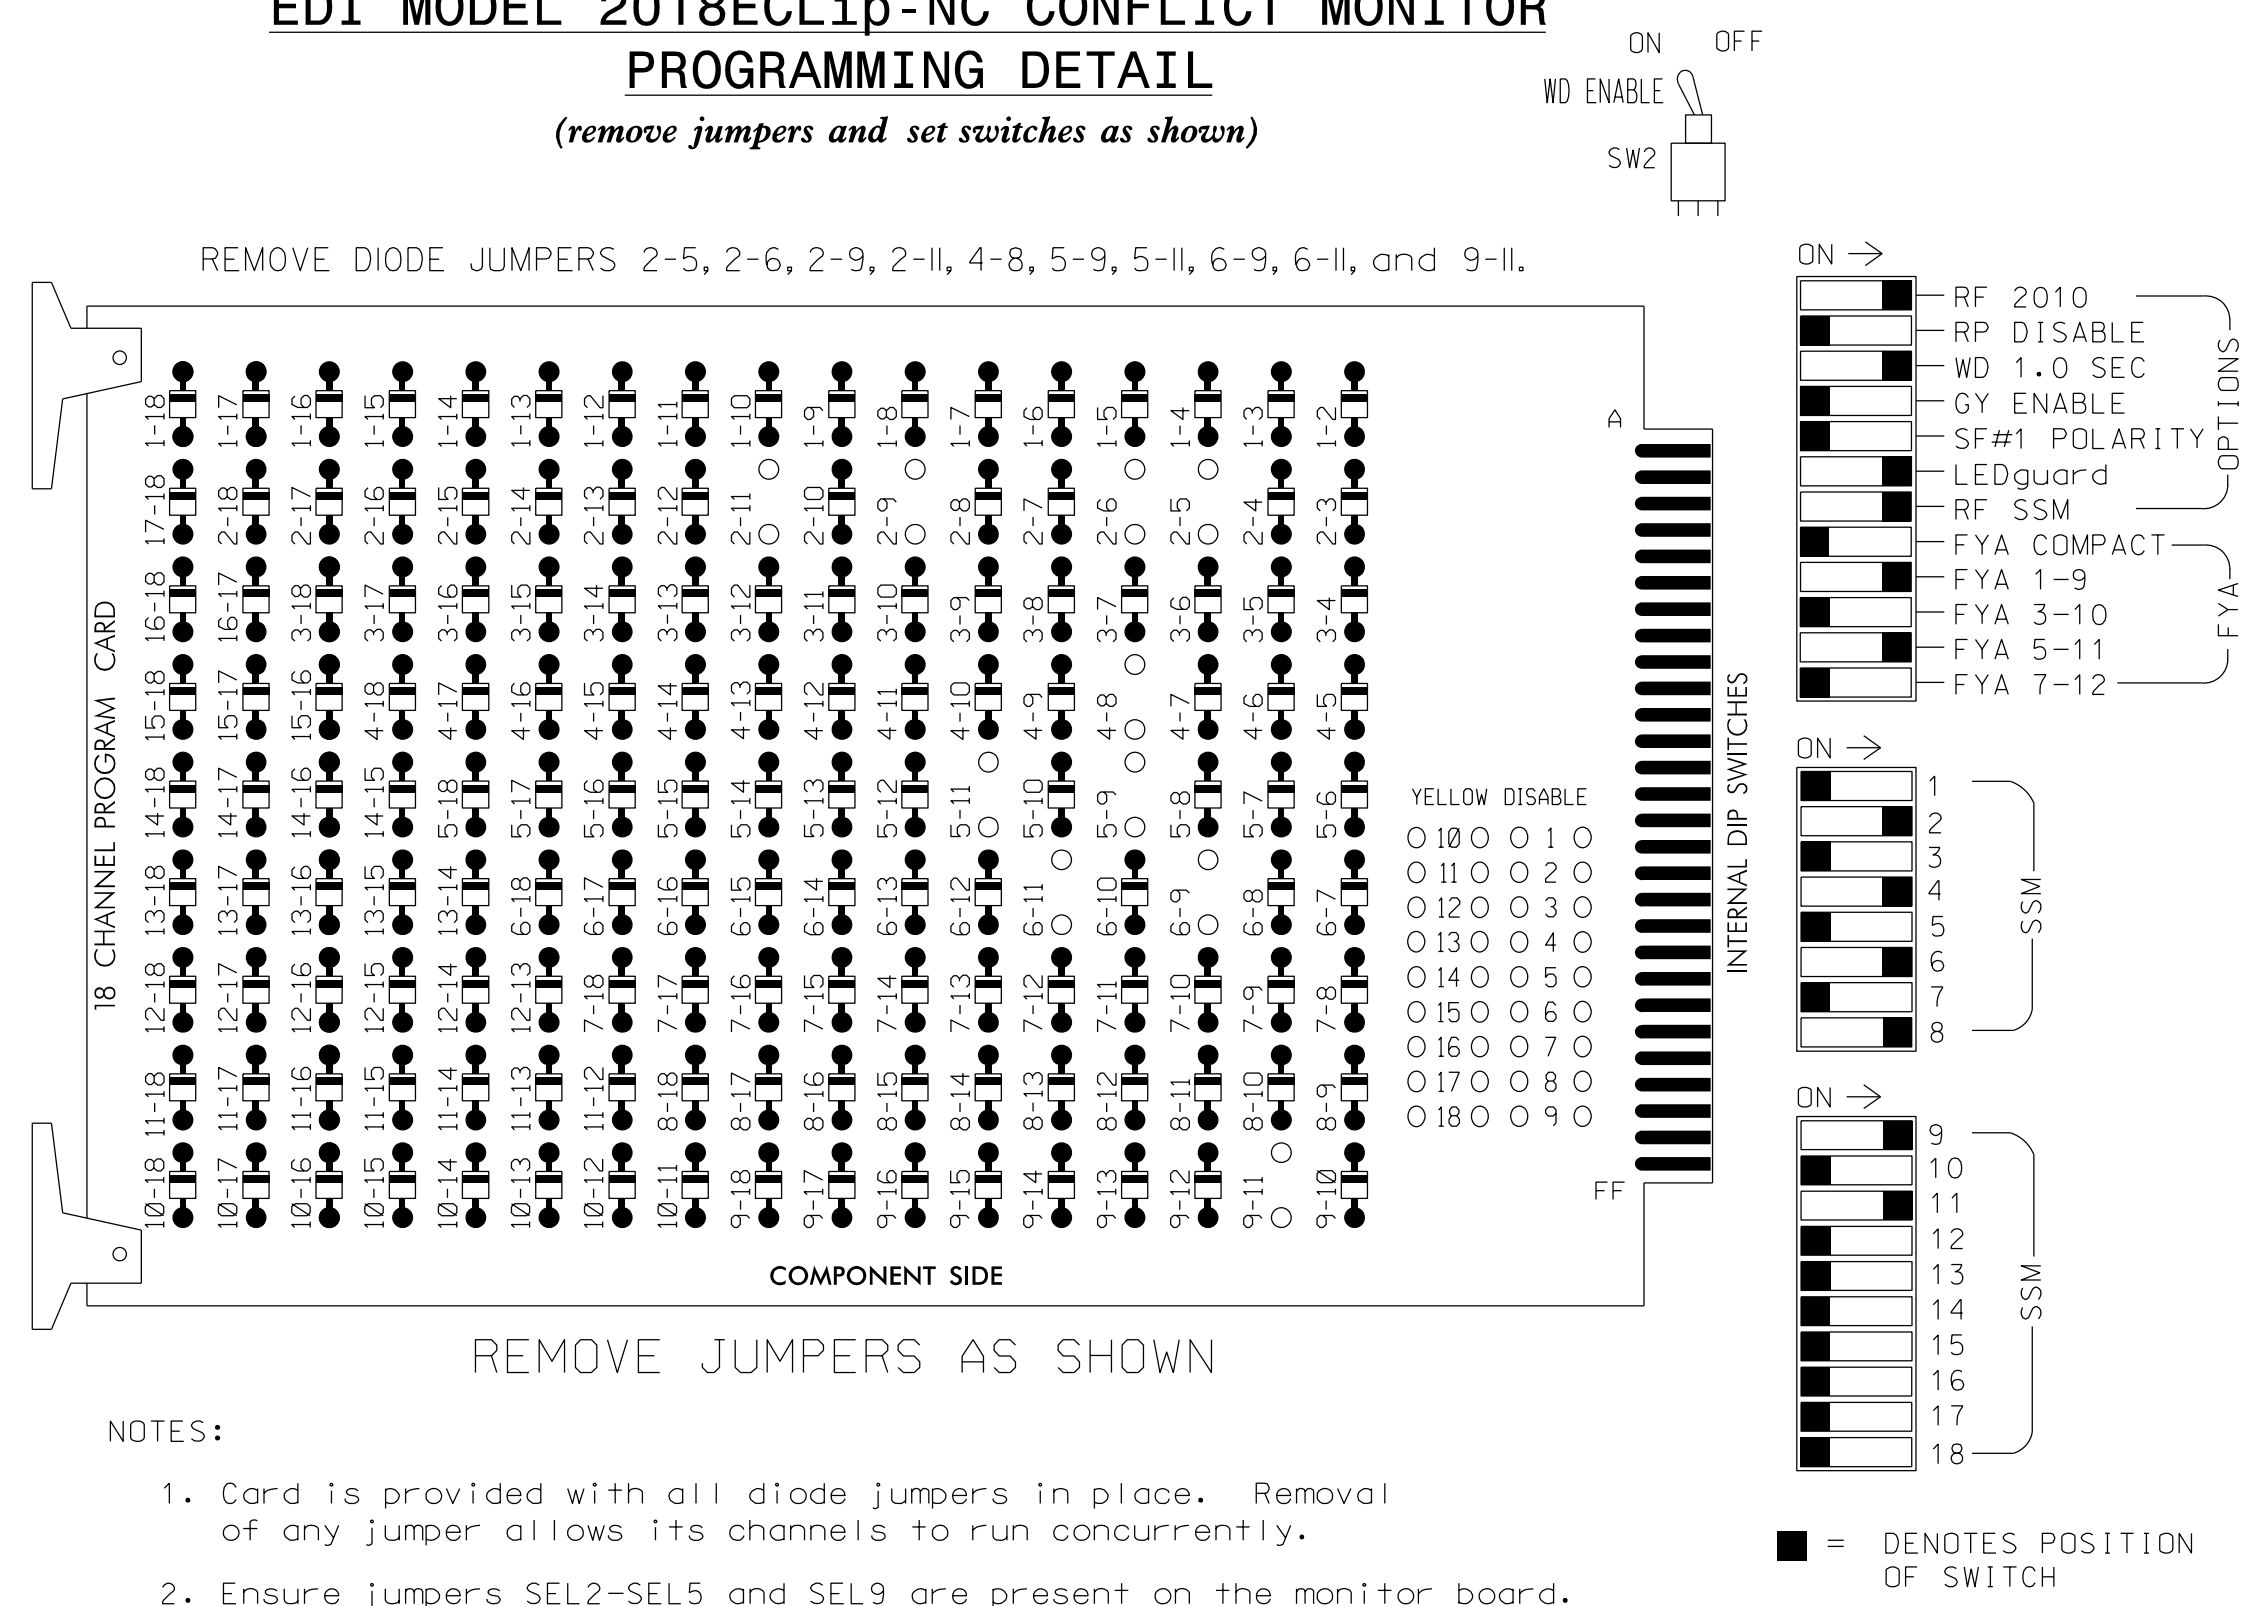 EDI MODEL 2018ECLip-NC CONFLICT MONITOR
PROGRAMMING DETAIL
(remove jumpers and set switches as shown)
ON OFF
WD ENABLE
SW2
REMOVE DIODE JUMPERS 2-5, 2-6, 2-9, 2-11, 4-8, 5-9, 5-11, 6-9, 6-11, and 9-11.
18 CHANNEL PROGRAM CARD
1-18 1-17 1-16 1-15 1-14 1-13 1-12 1-11 1-10 1-9 1-8 1-7 1-6 1-5 1-4 1-3 1-2
17-18 2-18 2-17 2-16 2-15 2-14 2-13 2-12 2-11 2-10 2-9 2-8 2-7 2-6 2-5 2-4 2-3
16-18 16-17 3-18 3-17 3-16 3-15 3-14 3-13 3-12 3-11 3-10 3-9 3-8 3-7 3-6 3-5 3-4
15-18 15-17 15-16 4-18 4-17 4-16 4-15 4-14 4-13 4-12 4-11 4-10 4-9 4-8 4-7 4-6 4-5
14-18 14-17 14-16 14-15 5-18 5-17 5-16 5-15 5-14 5-13 5-12 5-11 5-10 5-9 5-8 5-7 5-6
13-18 13-17 13-16 13-15 13-14 6-18 6-17 6-16 6-15 6-14 6-13 6-12 6-11 6-10 6-9 6-8 6-7
12-18 12-17 12-16 12-15 12-14 12-13 7-18 7-17 7-16 7-15 7-14 7-13 7-12 7-11 7-10 7-9 7-8
11-18 11-17 11-16 11-15 11-14 11-13 11-12 8-18 8-17 8-16 8-15 8-14 8-13 8-12 8-11 8-10 8-9
10-18 10-17 10-16 10-15 10-14 10-13 10-12 10-11 9-18 9-17 9-16 9-15 9-14 9-13 9-12 9-11 9-10
YELLOW DISABLE
10 1
11 2
12 3
13 4
14 5
15 6
16 7
17 8
18 9
A
FF
COMPONENT SIDE
REMOVE JUMPERS AS SHOWN
INTERNAL DIP SWITCHES
ON →
RF 2010
RP DISABLE
WD 1.0 SEC
GY ENABLE
SF#1 POLARITY
LEDguard
RF SSM
OPTIONS
FYA COMPACT
FYA 1-9
FYA 3-10
FYA 5-11
FYA 7-12
FYA
ON →
1
2
3
4
5
6
7
8
SSM
ON →
9
10
11
12
13
14
15
16
17
18
SSM
= DENOTES POSITION
OF SWITCH
NOTES:
1. Card is provided with all diode jumpers in place. Removal
of any jumper allows its channels to run concurrently.
2. Ensure jumpers SEL2-SEL5 and SEL9 are present on the monitor board.